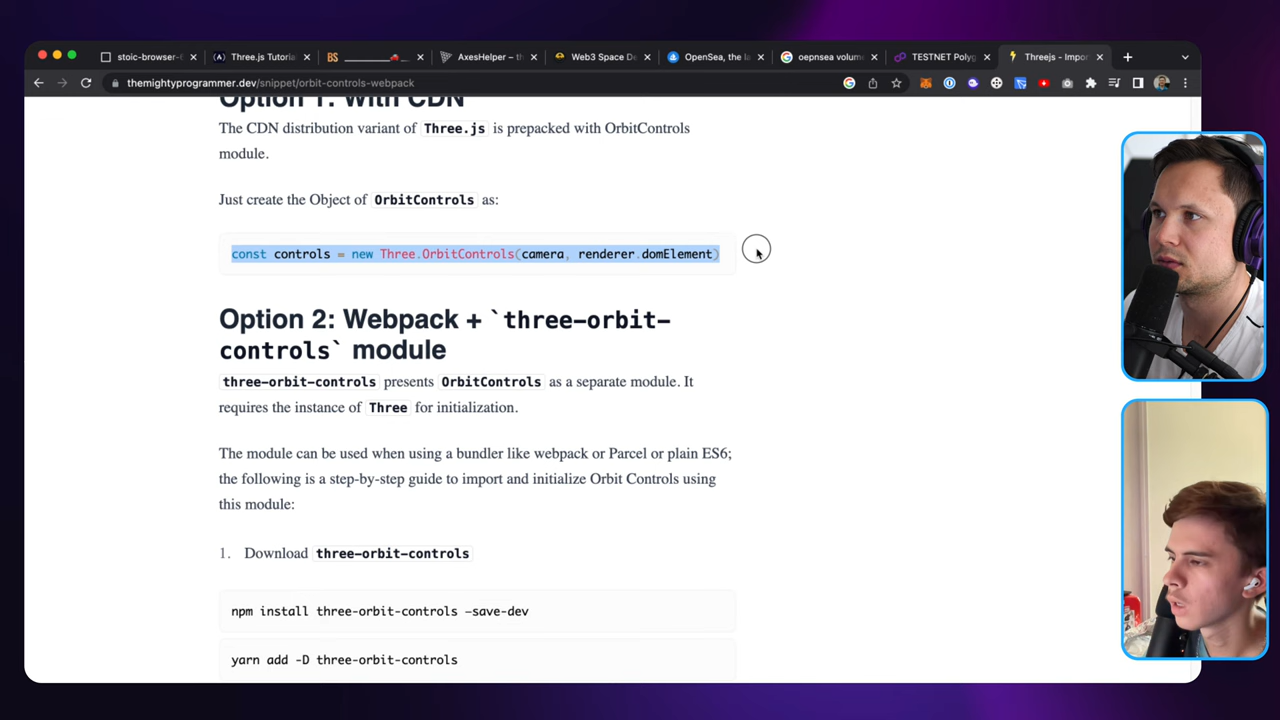 stoic-browser-
Three.js Tutoria
BS
AxesHelper – th
Web3 Space De
OpenSea, the la
oepnsea volum
TESTNET Polyg
Threejs - Impor
themightyprogrammer.dev/snippet/orbit-controls-webpack
Option 1: With CDN
The CDN distribution variant of Three.js is prepacked with OrbitControls
module.
Just create the Object of OrbitControls as:
const controls = new Three.OrbitControls(camera, renderer.domElement)
Option 2: Webpack + `three-orbit-
controls` module
three-orbit-controls presents OrbitControls as a separate module. It
requires the instance of Three for initialization.
The module can be used when using a bundler like webpack or Parcel or plain ES6;
the following is a step-by-step guide to import and initialize Orbit Controls using
this module:
1. Download three-orbit-controls
npm install three-orbit-controls –save-dev
yarn add -D three-orbit-controls